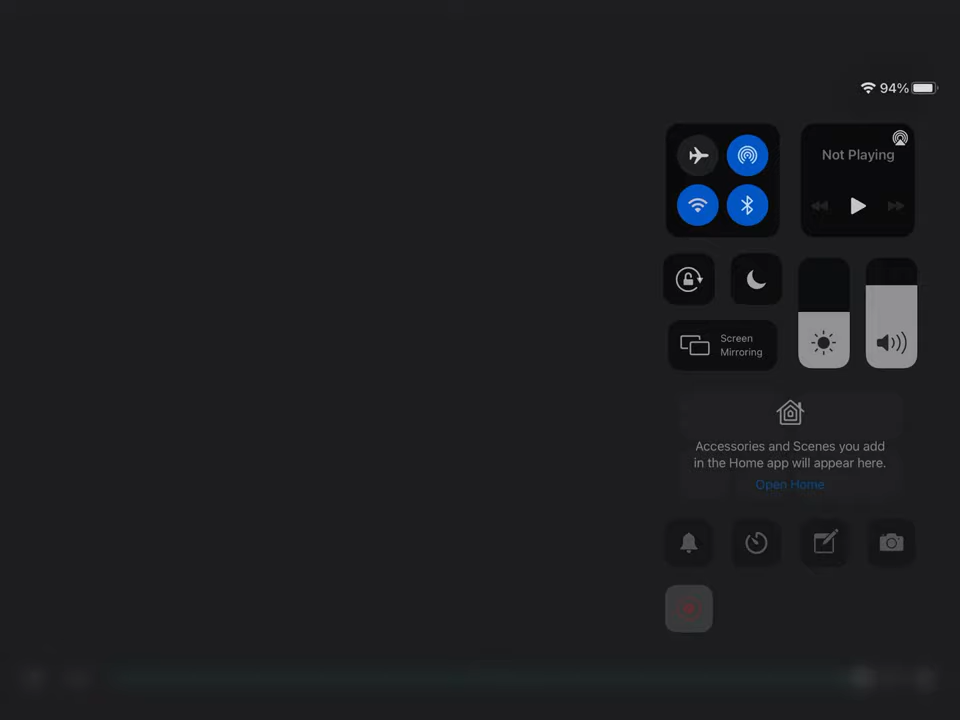 94%
Not Playing
Screen
Mirroring
Accessories and Scenes you add
in the Home app will appear here.
Open Home